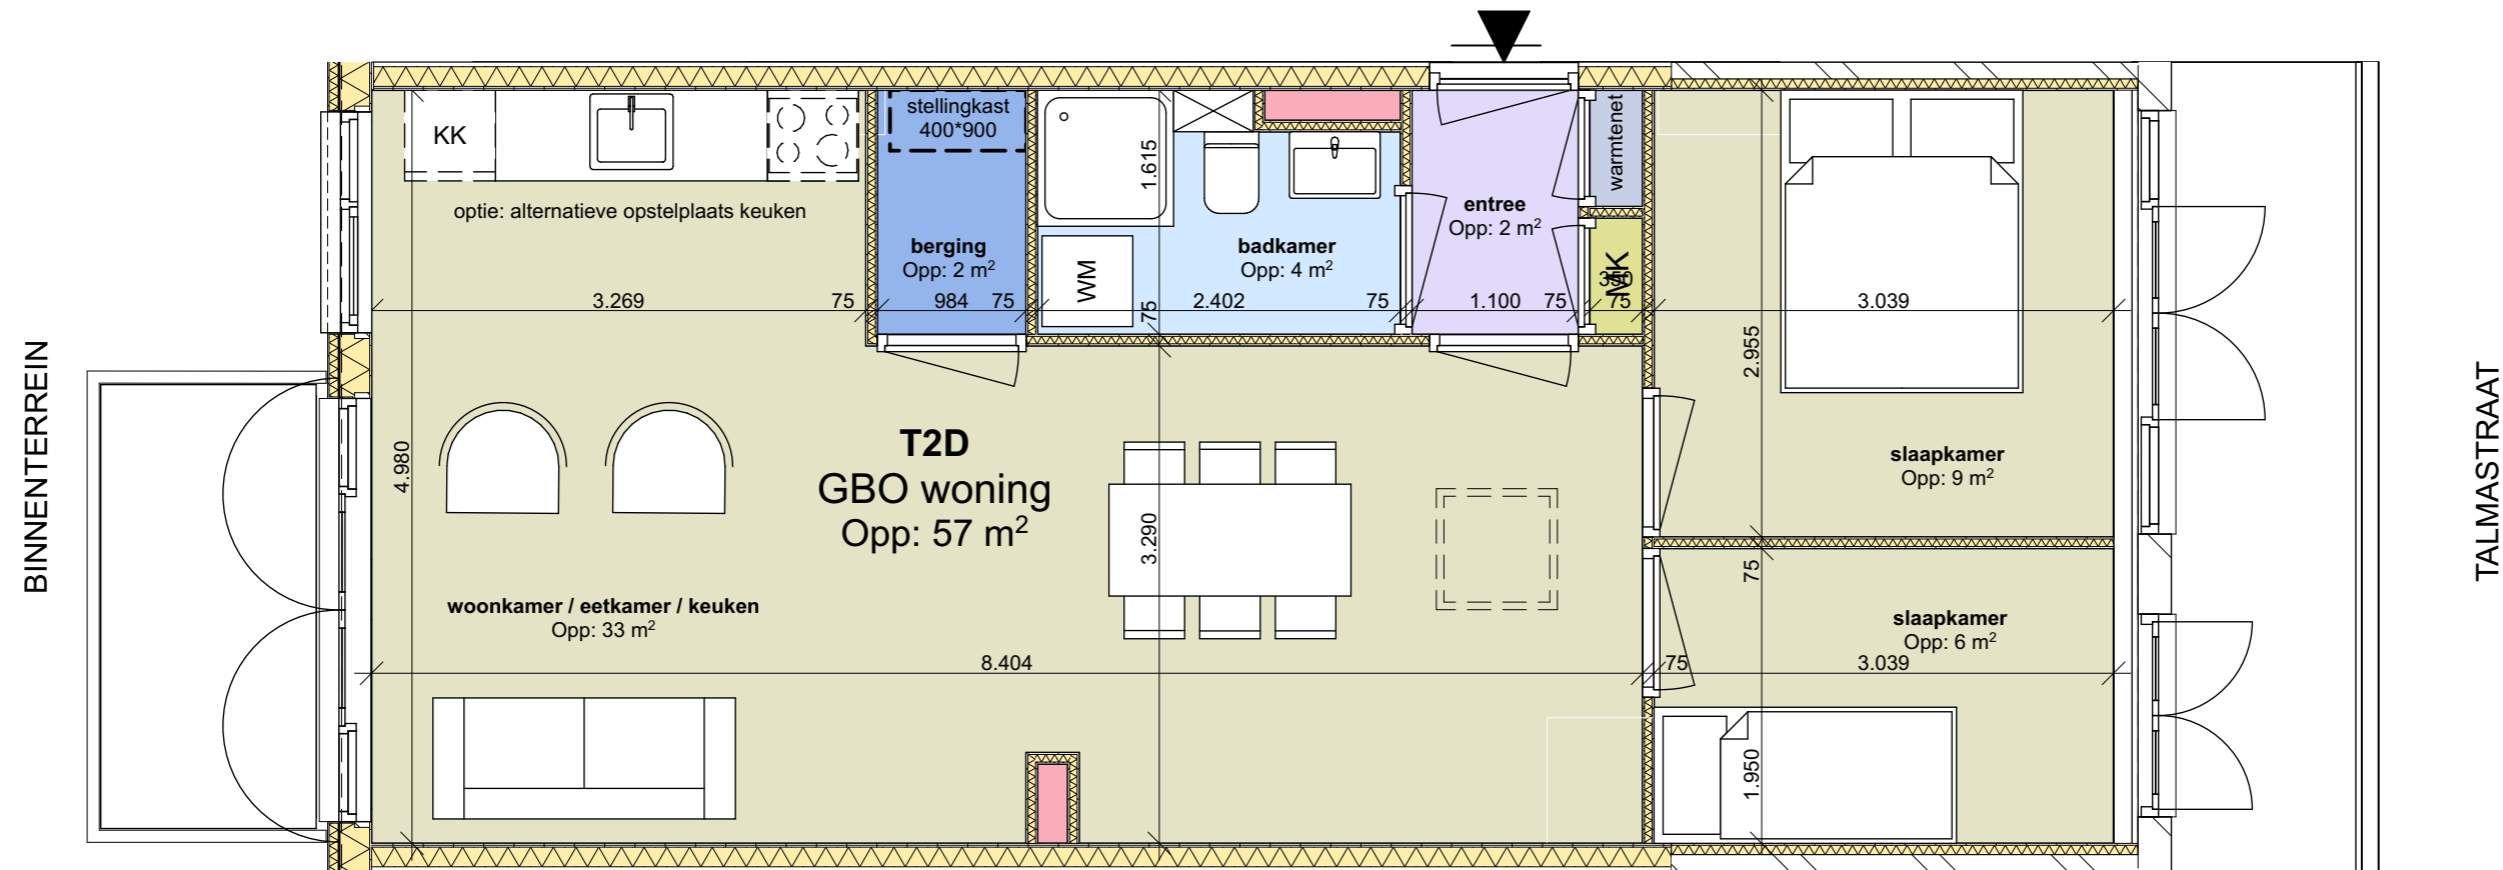 stellingkast
400*900
KK
warmtenet
1.615
optie: alternatieve opstelplaats keuken
entree
Opp: 2 m²
berging
Opp: 2 m²
badkamer
Opp: 4 m²
WM
MK
350
3.269
75
984
75
75
2.402
75
1.100
75
75
3.039
2.955
BINNENTERREIN
TALMASTRAAT
4.980
T2D
GBO woning
Opp: 57 m²
3.290
slaapkamer
Opp: 9 m²
75
woonkamer / eetkamer / keuken
Opp: 33 m²
slaapkamer
Opp: 6 m²
8.404
75
3.039
1.950